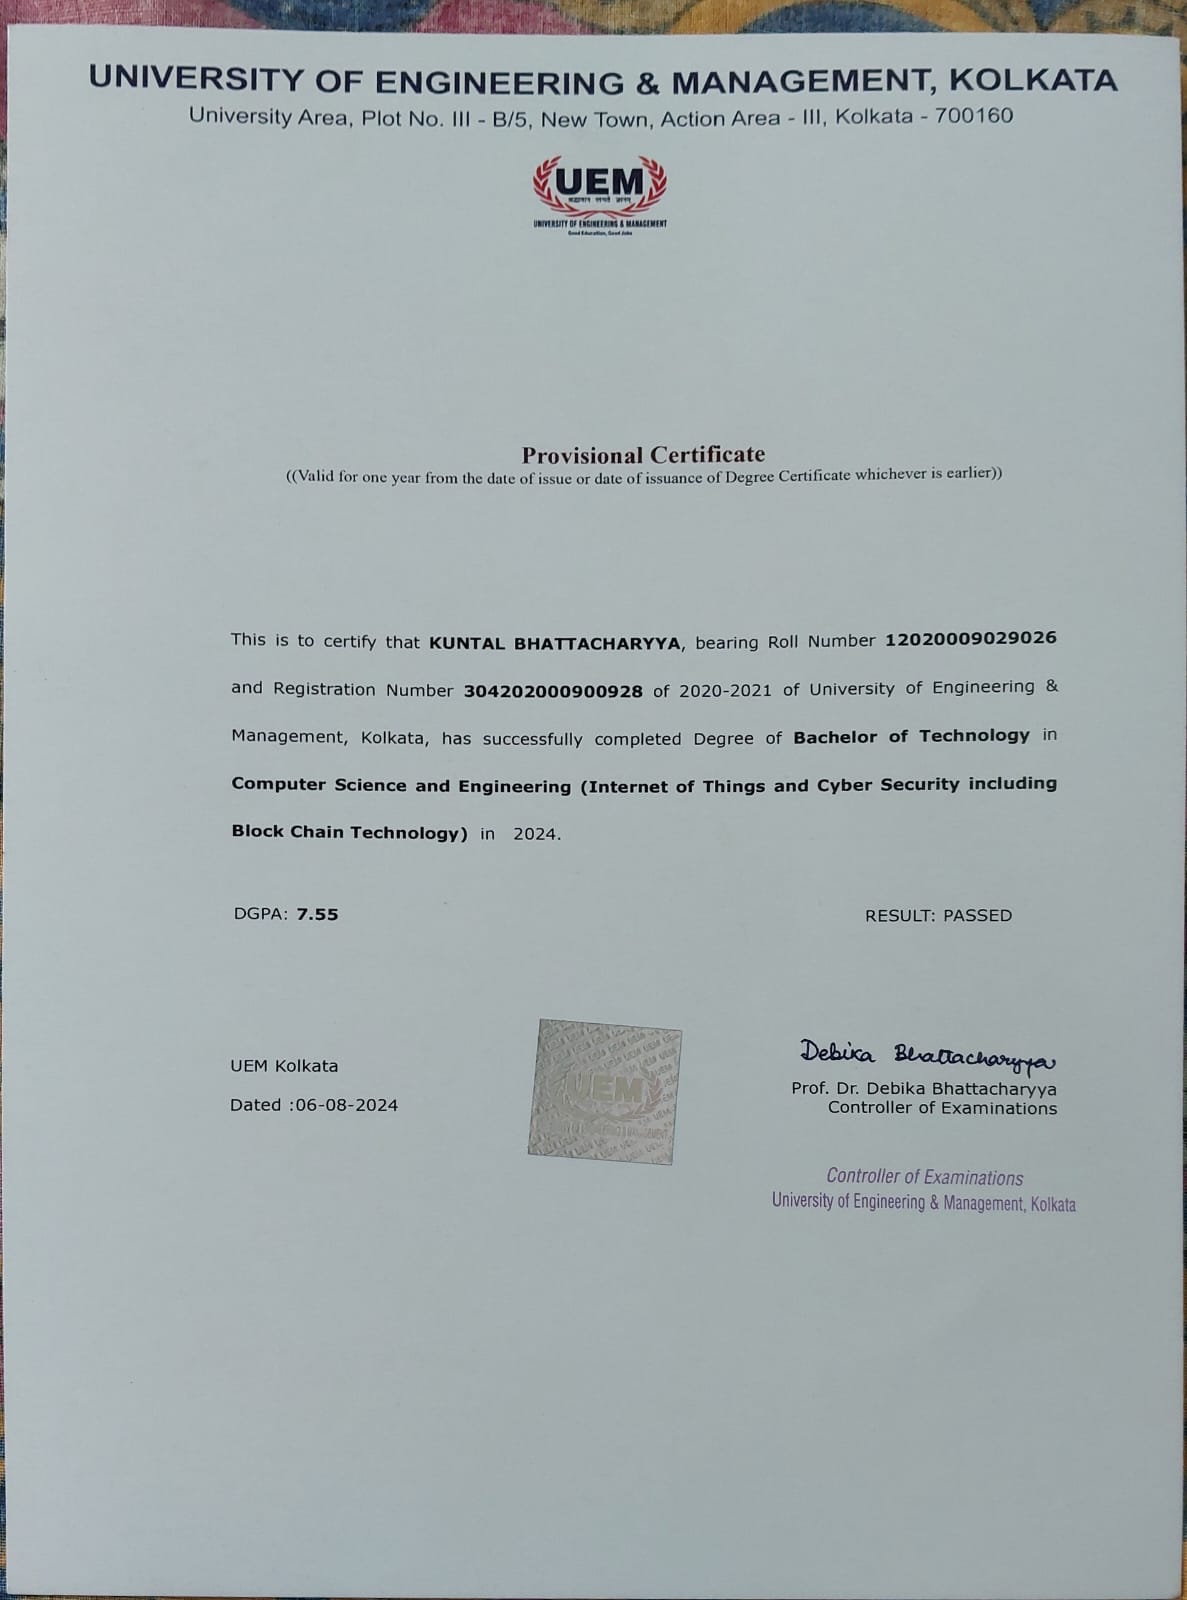 UNIVERSITY OF ENGINEERING & MANAGEMENT, KOLKATA
University Area, Plot No. III - B/5, New Town, Action Area - III, Kolkata - 700160
UEM
श्रद्धावान लभते ज्ञानम्
UNIVERSITY OF ENGINEERING & MANAGEMENT
Good Education, Good Jobs
Provisional Certificate
((Valid for one year from the date of issue or date of issuance of Degree Certificate whichever is earlier))
This is to certify that KUNTAL BHATTACHARYYA, bearing Roll Number 12020009029026
and Registration Number 304202000900928 of 2020-2021 of University of Engineering &
Management, Kolkata, has successfully completed Degree of Bachelor of Technology in
Computer Science and Engineering (Internet of Things and Cyber Security including
Block Chain Technology) in 2024.
DGPA: 7.55 RESULT: PASSED
UEM Kolkata
Dated :06-08-2024
UEM
Debika Bhattacharyya
Prof. Dr. Debika Bhattacharyya
Controller of Examinations
Controller of Examinations
University of Engineering & Management, Kolkata